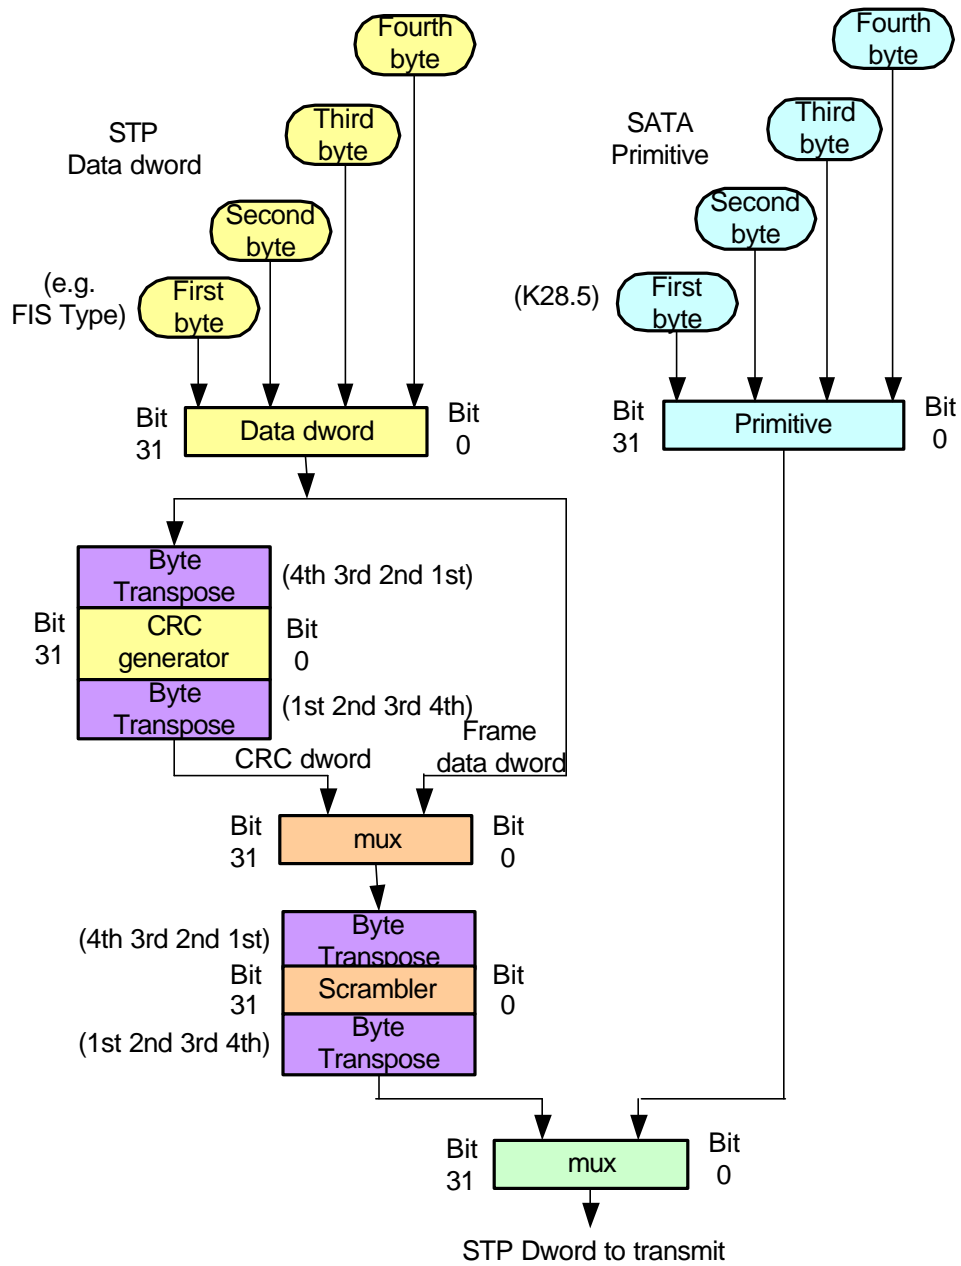 Fourth
byte
Fourth
byte
Third
byte
Third
byte
STP
Data dword
SATA
Primitive
Second
byte
Second
byte
(e.g.
FIS Type)
First
byte
(K28.5)
First
byte
Bit
31
Data dword
Bit
0
Bit
31
Primitive
Bit
0
Byte
Transpose
(4th 3rd 2nd 1st)
Bit
31
CRC
generator
Bit
0
Byte
Transpose
(1st 2nd 3rd 4th)
CRC dword
Frame
data dword
Bit
31
mux
Bit
0
(4th 3rd 2nd 1st)
Byte
Transpose
Bit
31
Scrambler
Bit
0
(1st 2nd 3rd 4th)
Byte
Transpose
Bit
31
mux
Bit
0
STP Dword to transmit